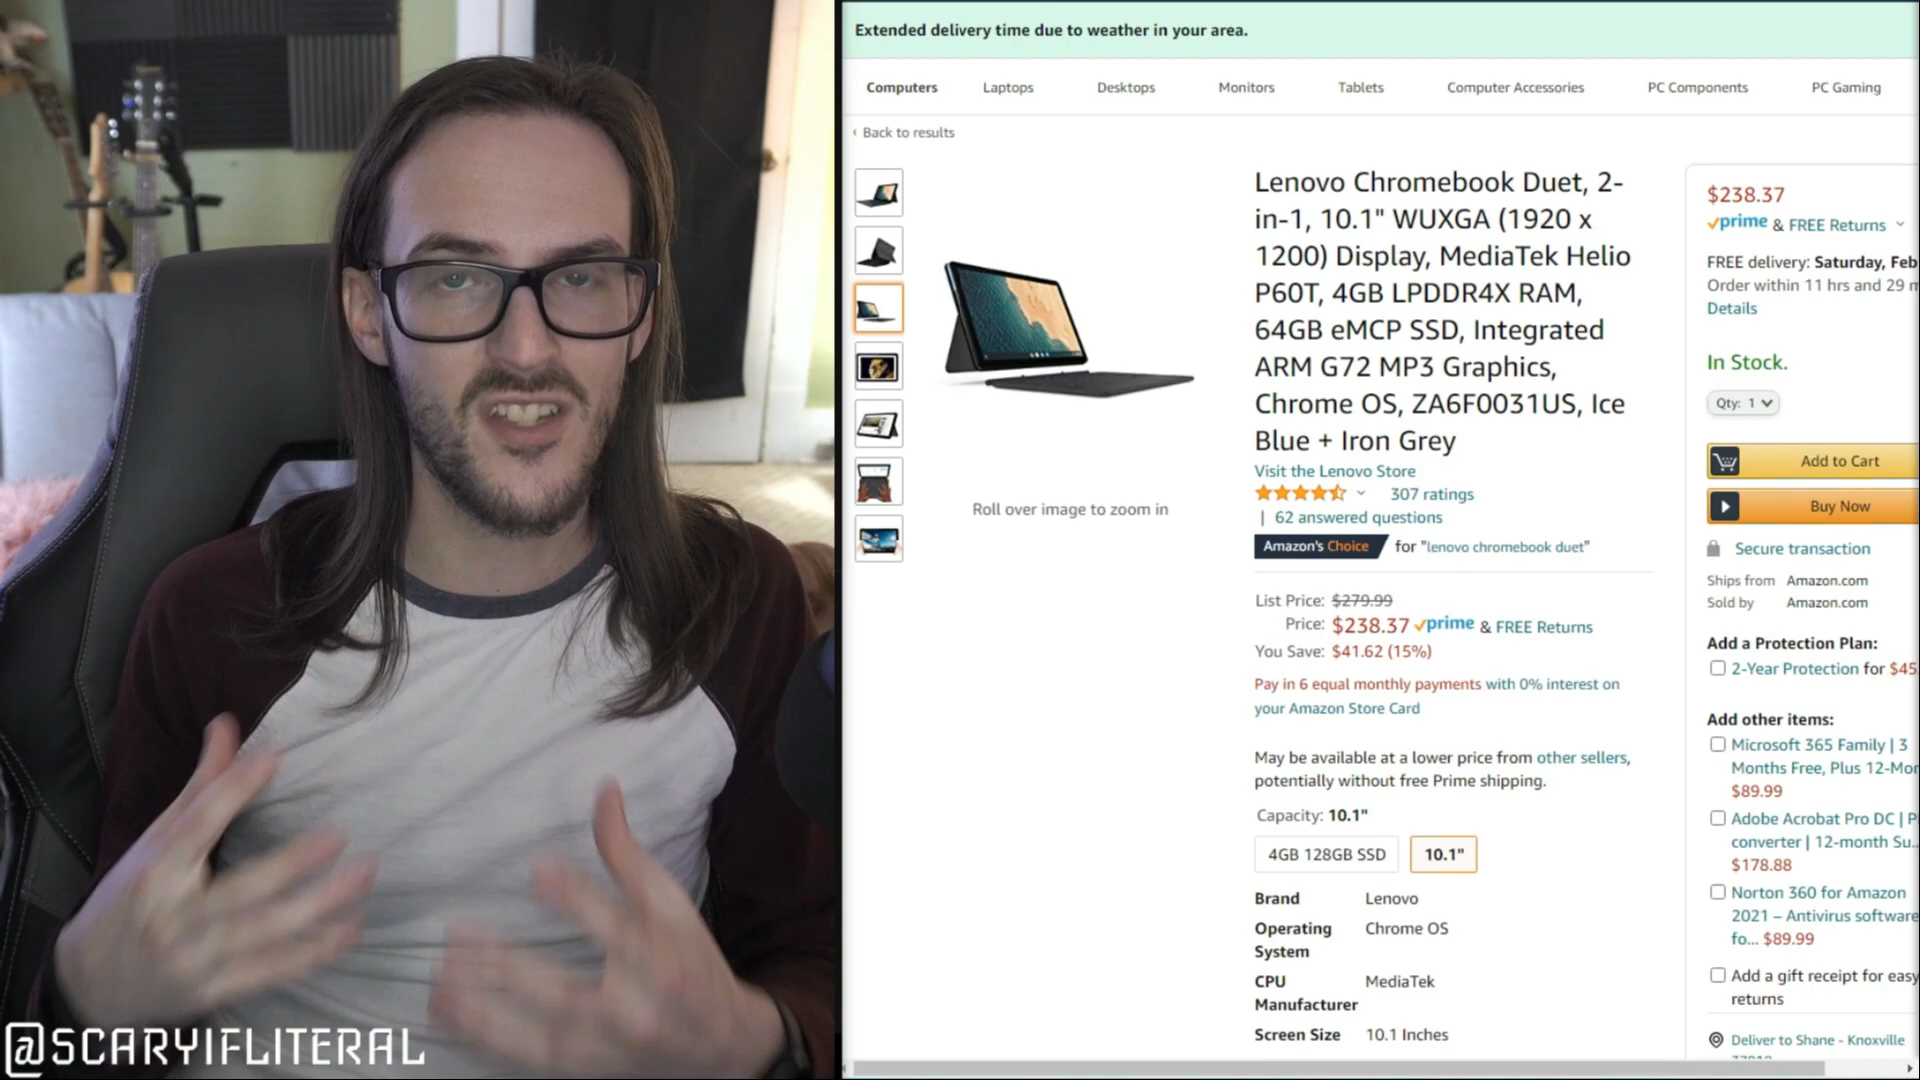 @SCARYIFLITERAL
Extended delivery time due to weather in your area.
Computers Laptops Desktops Monitors Tablets Computer Accessories PC Components PC Gaming
‹ Back to results
Roll over image to zoom in
Lenovo Chromebook Duet, 2-
in-1, 10.1" WUXGA (1920 x
1200) Display, MediaTek Helio
P60T, 4GB LPDDR4X RAM,
64GB eMCP SSD, Integrated
ARM G72 MP3 Graphics,
Chrome OS, ZA6F0031US, Ice
Blue + Iron Grey
Visit the Lenovo Store
307 ratings
| 62 answered questions
Amazon's Choice for "lenovo chromebook duet"
List Price: $279.99
Price: $238.37 prime & FREE Returns
You Save: $41.62 (15%)
Pay in 6 equal monthly payments with 0% interest on
your Amazon Store Card
May be available at a lower price from other sellers,
potentially without free Prime shipping.
Capacity: 10.1"
4GB 128GB SSD 10.1"
Brand Lenovo
Operating System Chrome OS
CPU Manufacturer MediaTek
Screen Size 10.1 Inches
$238.37
prime & FREE Returns
FREE delivery: Saturday, Feb
Order within 11 hrs and 29 m
Details
In Stock.
Qty: 1
Add to Cart
Buy Now
Secure transaction
Ships from Amazon.com
Sold by Amazon.com
Add a Protection Plan:
2-Year Protection for $45
Add other items:
Microsoft 365 Family | 3
Months Free, Plus 12-Mon
$89.99
Adobe Acrobat Pro DC | P
converter | 12-month Su...
$178.88
Norton 360 for Amazon
2021 – Antivirus software
fo... $89.99
Add a gift receipt for easy
returns
Deliver to Shane - Knoxville